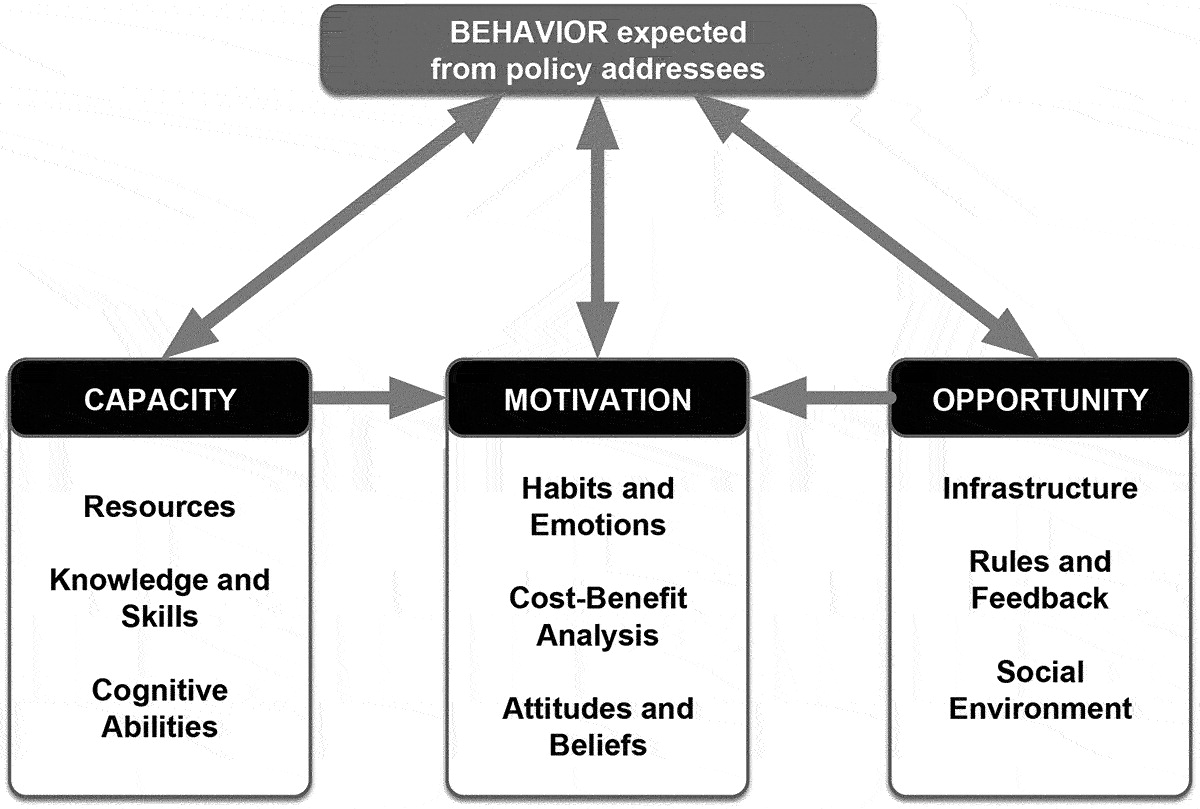 BEHAVIOR expected
from policy addressees
CAPACITY
Resources
Knowledge and
Skills
Cognitive
Abilities
MOTIVATION
Habits and
Emotions
Cost-Benefit
Analysis
Attitudes and
Beliefs
OPPORTUNITY
Infrastructure
Rules and
Feedback
Social
Environment